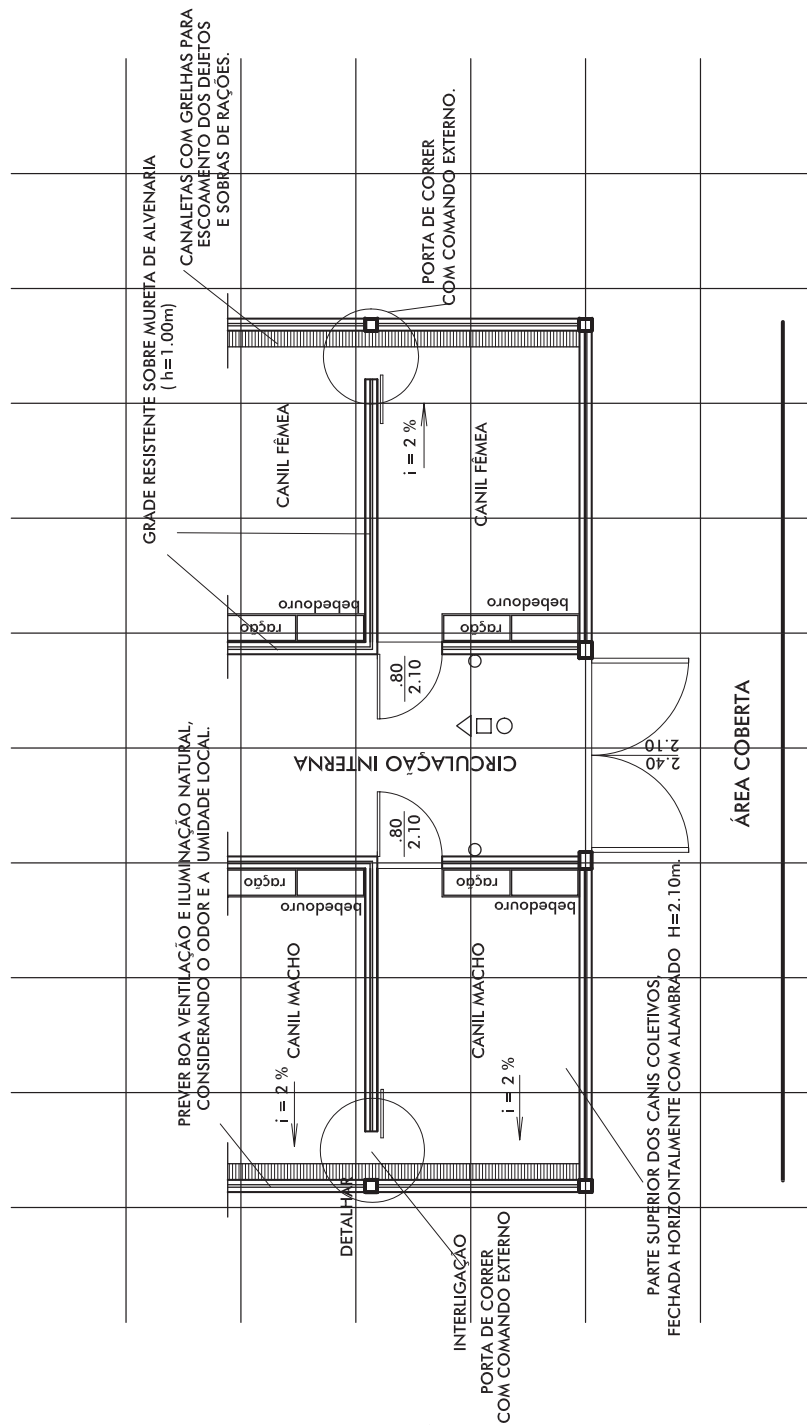 PREVER BOA VENTILAÇÃO E ILUMINAÇÃO NATURAL,
CONSIDERANDO O ODOR E A UMIDADE LOCAL.
GRADE RESISTENTE SOBRE MURETA DE ALVENARIA
( h=1.00m)
CANALETAS COM GRELHAS PARA
ESCOAMENTO DOS DEJETOS
E SOBRAS DE RAÇÕES.
i = 2 %
CANIL MACHO
ração
bebedouro
ração
bebedouro
CANIL FÊMEA
DETALHAR
INTERLIGAÇÃO
PORTA DE CORRER
COM COMANDO EXTERNO
.80
2.10
CIRCULAÇÃO INTERNA
.80
2.10
PORTA DE CORRER
COM COMANDO EXTERNO.
i = 2 %
i = 2 %
CANIL MACHO
ração
bebedouro
ração
bebedouro
CANIL FÊMEA
2.40
2.10
PARTE SUPERIOR DOS CANIS COLETIVOS,
FECHADA HORIZONTALMENTE COM ALAMBRADO H=2.10m.
ÁREA COBERTA